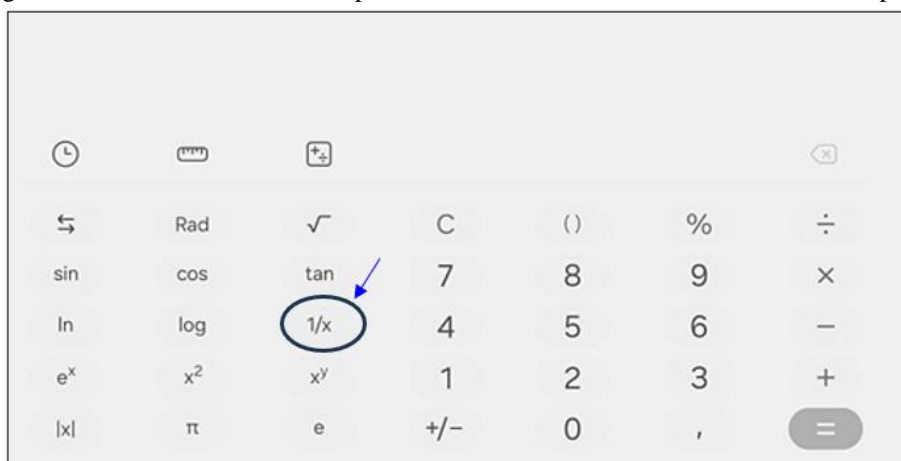 Rad √ C ( ) % ÷
sin cos tan 7 8 9 ×
ln log 1/x 4 5 6 −
eˣ x² xʸ 1 2 3 +
|x| π e +/− 0 , =